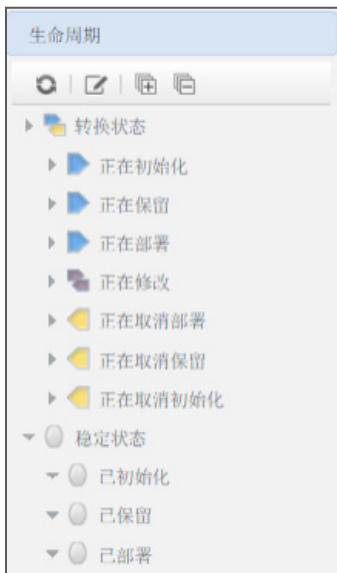 生命周期
转换状态
正在初始化
正在保留
正在部署
正在修改
正在取消部署
正在取消保留
正在取消初始化
稳定状态
已初始化
已保留
已部署